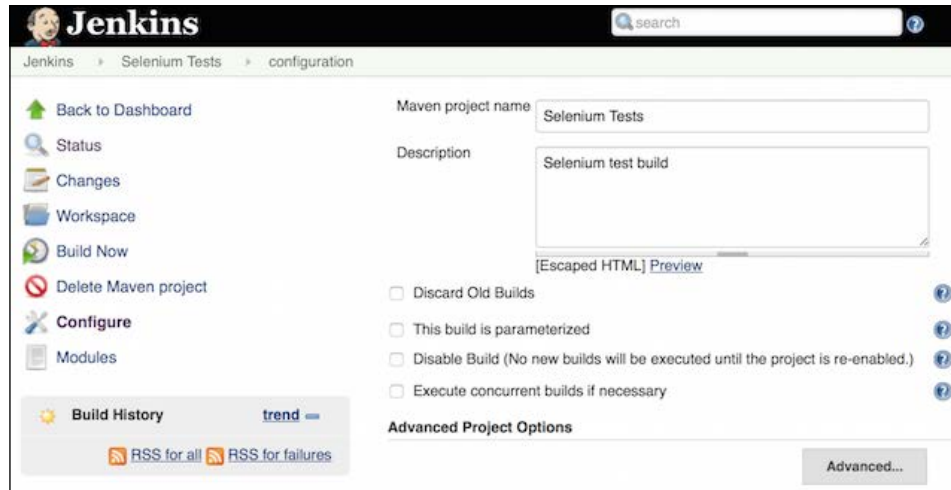 Jenkins
search
Jenkins Selenium Tests configuration
Back to Dashboard
Status
Changes
Workspace
Build Now
Delete Maven project
Configure
Modules
Build History trend
RSS for all RSS for failures
Maven project name Selenium Tests
Description Selenium test build
[Escaped HTML] Preview
Discard Old Builds
This build is parameterized
Disable Build (No new builds will be executed until the project is re-enabled.)
Execute concurrent builds if necessary
Advanced Project Options
Advanced...